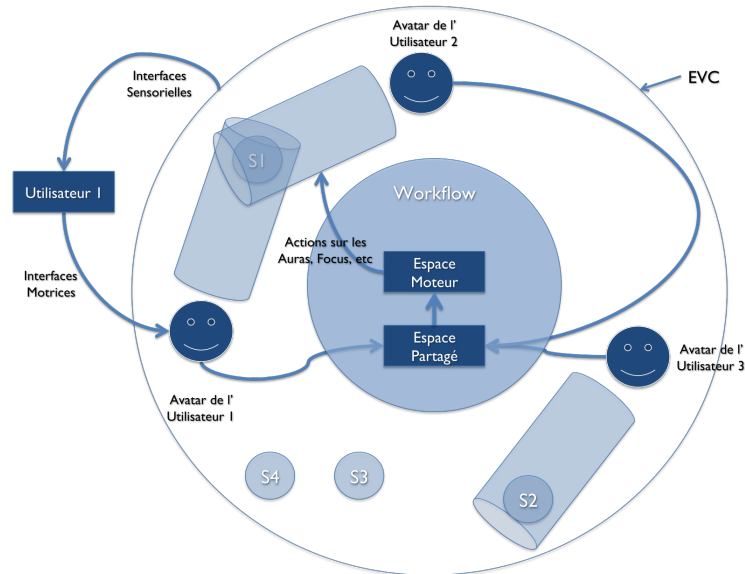 Avatar de l'
Utilisateur 2
EVC
Interfaces
Sensorielles
S1
Utilisateur 1
Workflow
Actions sur les
Auras, Focus, etc
Espace
Moteur
Interfaces
Motrices
Espace
Partagé
Avatar de l'
Utilisateur 3
Avatar de l'
Utilisateur 1
S4
S3
S2